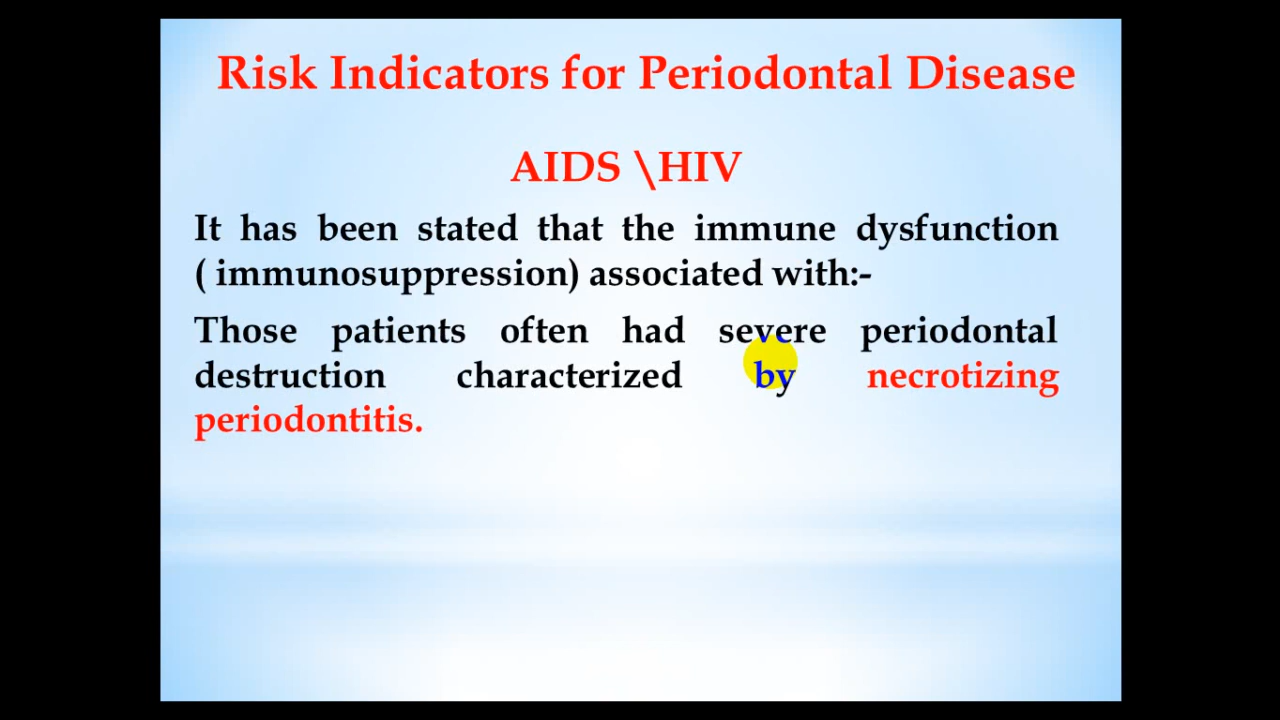 Risk Indicators for Periodontal Disease
AIDS \HIV
It has been stated that the immune dysfunction
( immunosuppression) associated with:-
Those patients often had severe periodontal
destruction characterized by necrotizing
periodontitis.